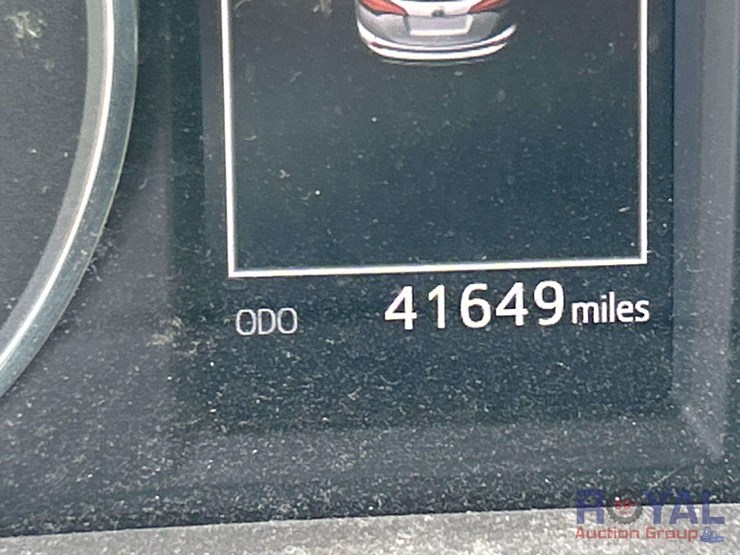 ODO 41649 miles
ROYAL
Auction Group